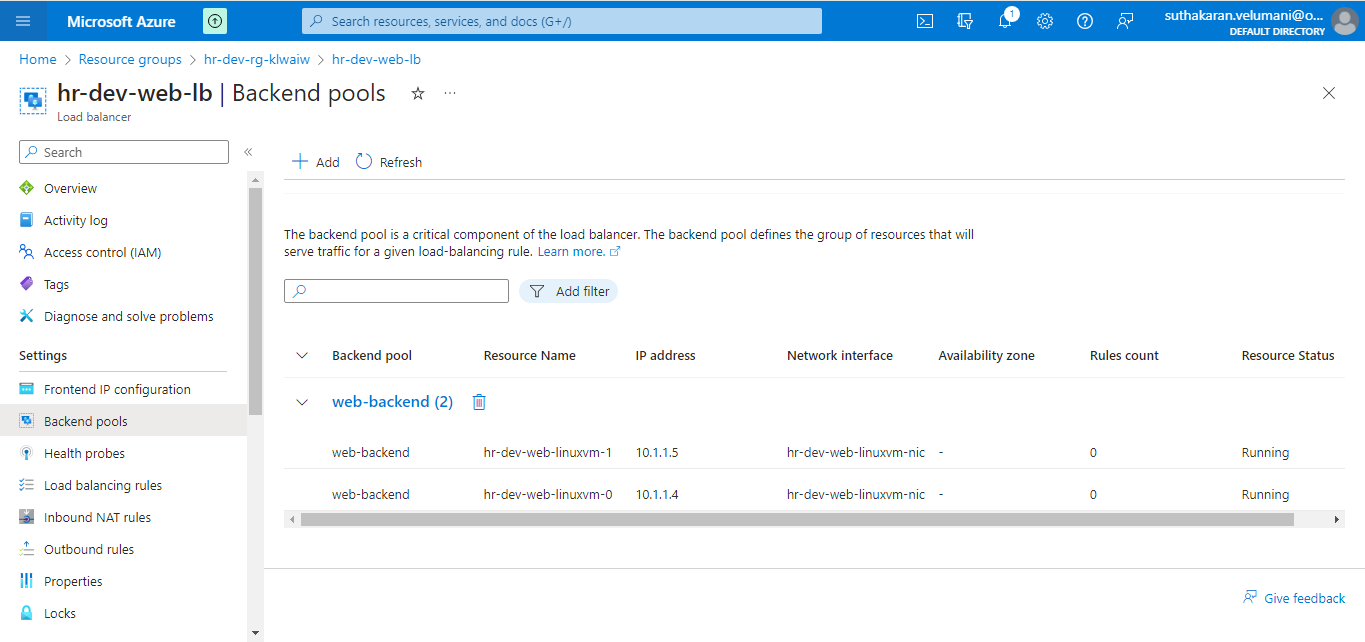 Microsoft Azure
Search resources, services, and docs (G+/)
1
suthakaran.velumani@o...
DEFAULT DIRECTORY
Home > Resource groups > hr-dev-rg-klwaiw > hr-dev-web-lb
hr-dev-web-lb | Backend pools ☆ ...
Load balancer
Search «
Overview
Activity log
Access control (IAM)
Tags
Diagnose and solve problems
Settings
Frontend IP configuration
Backend pools
Health probes
Load balancing rules
Inbound NAT rules
Outbound rules
Properties
Locks
Add Refresh
The backend pool is a critical component of the load balancer. The backend pool defines the group of resources that will
serve traffic for a given load-balancing rule. Learn more.
Add filter
Backend pool Resource Name IP address Network interface Availability zone Rules count Resource Status
web-backend (2)
web-backend hr-dev-web-linuxvm-1 10.1.1.5 hr-dev-web-linuxvm-nic - 0 Running
web-backend hr-dev-web-linuxvm-0 10.1.1.4 hr-dev-web-linuxvm-nic - 0 Running
Give feedback